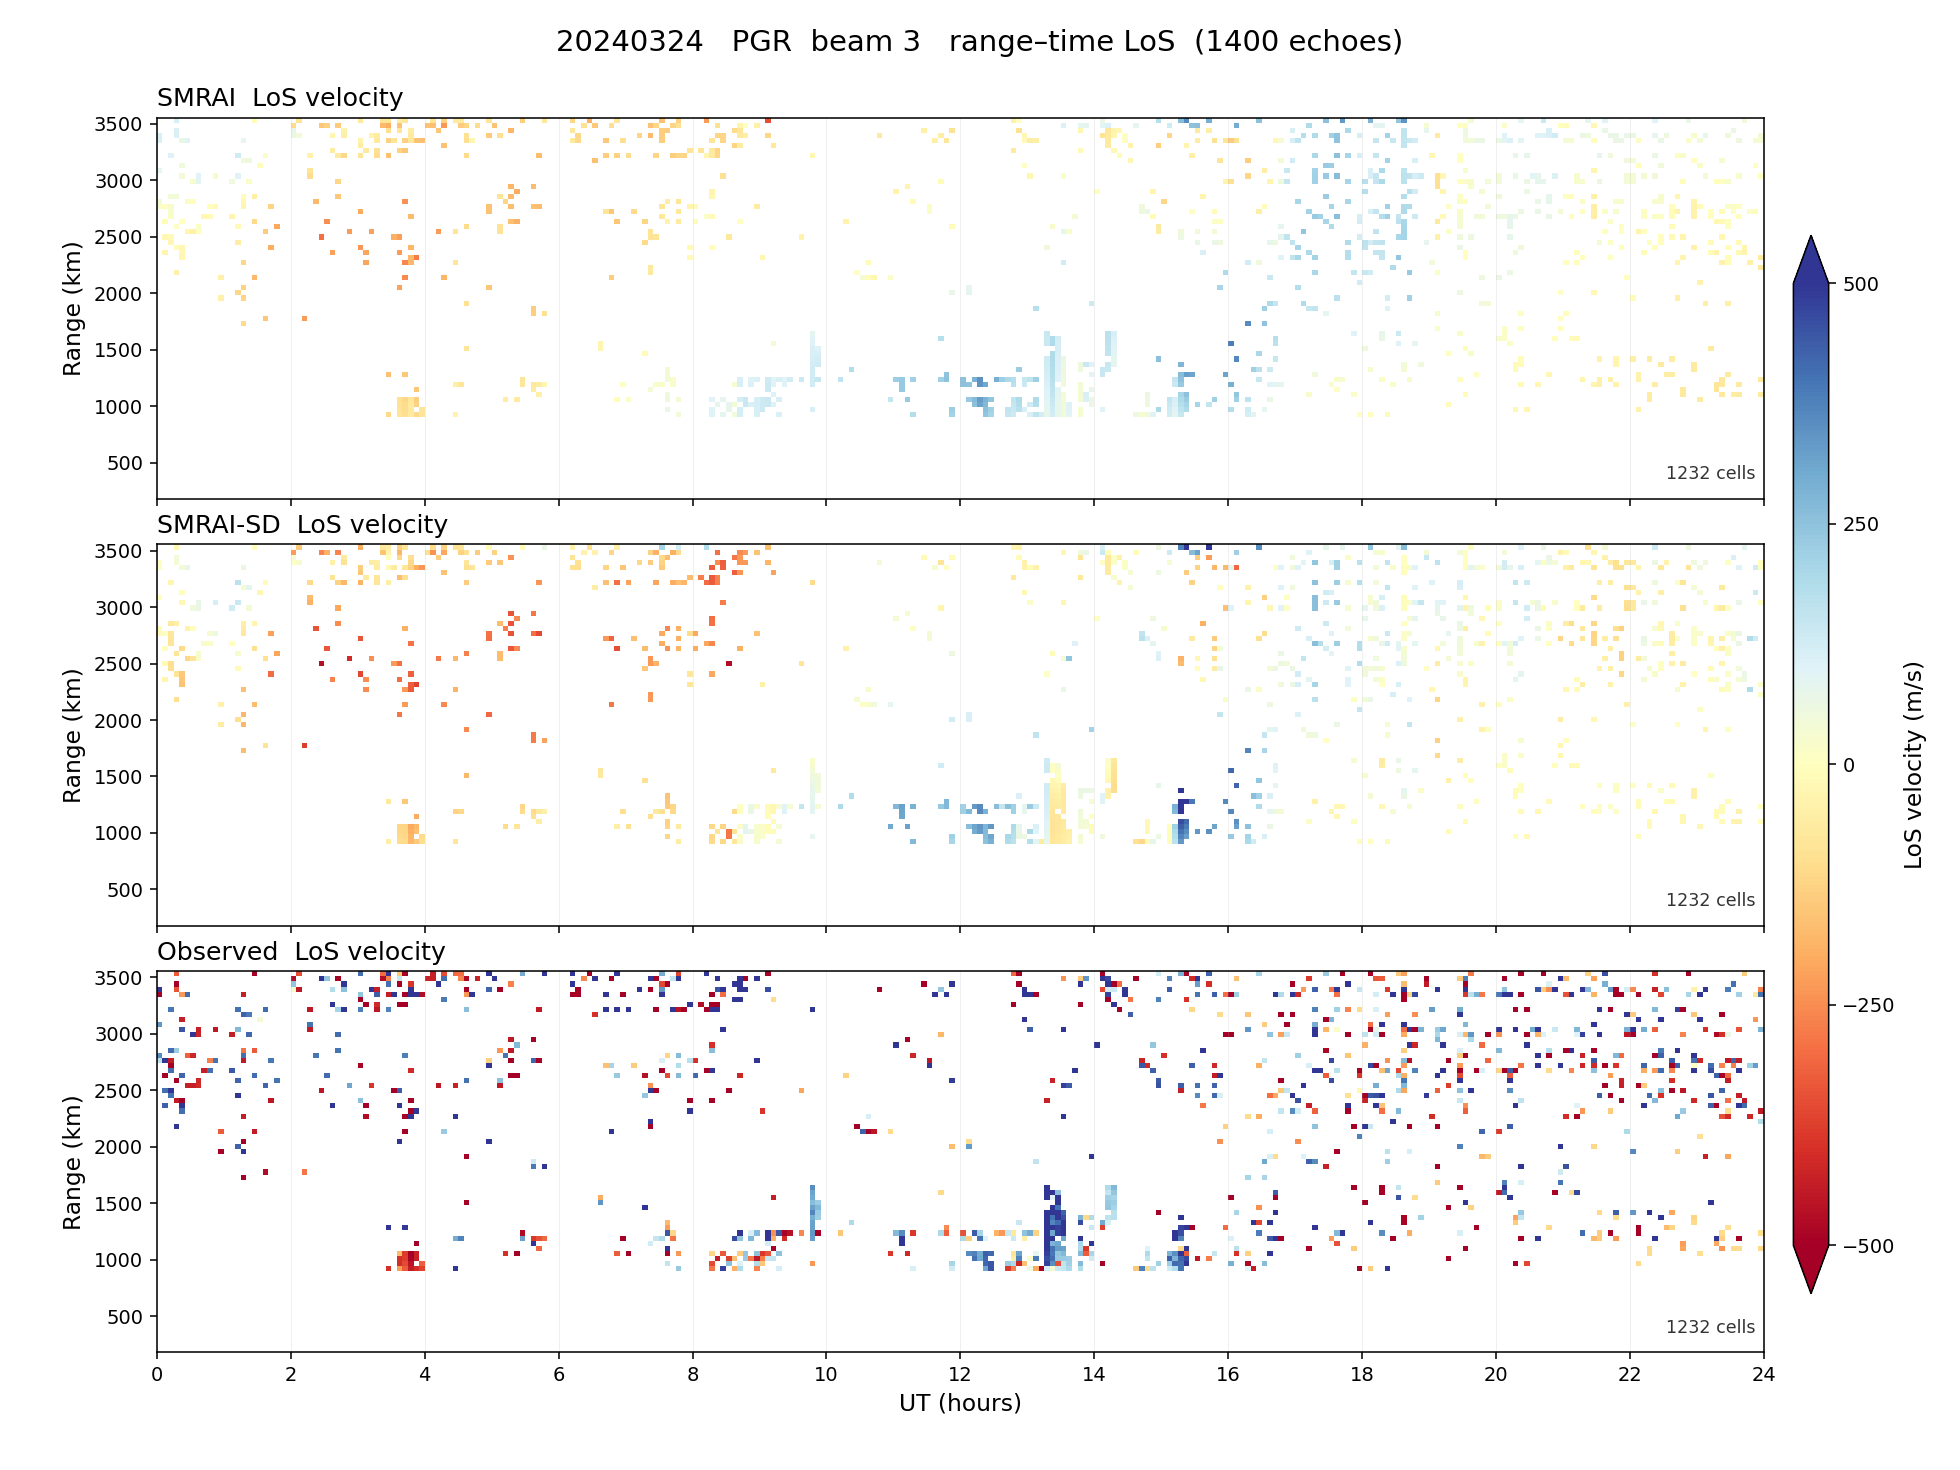 20240324   PGR  beam 3   range–time LoS  (1400 echoes)
SMRAI  LoS velocity
3500
3000
2500
2000
1500
1000
500
Range (km)
1232 cells
SMRAI-SD  LoS velocity
3500
3000
2500
2000
1500
1000
500
Range (km)
1232 cells
Observed  LoS velocity
3500
3000
2500
2000
1500
1000
500
Range (km)
1232 cells
0 2 4 6 8 10 12 14 16 18 20 22 24
UT (hours)
500
250
0
−250
−500
LoS velocity (m/s)